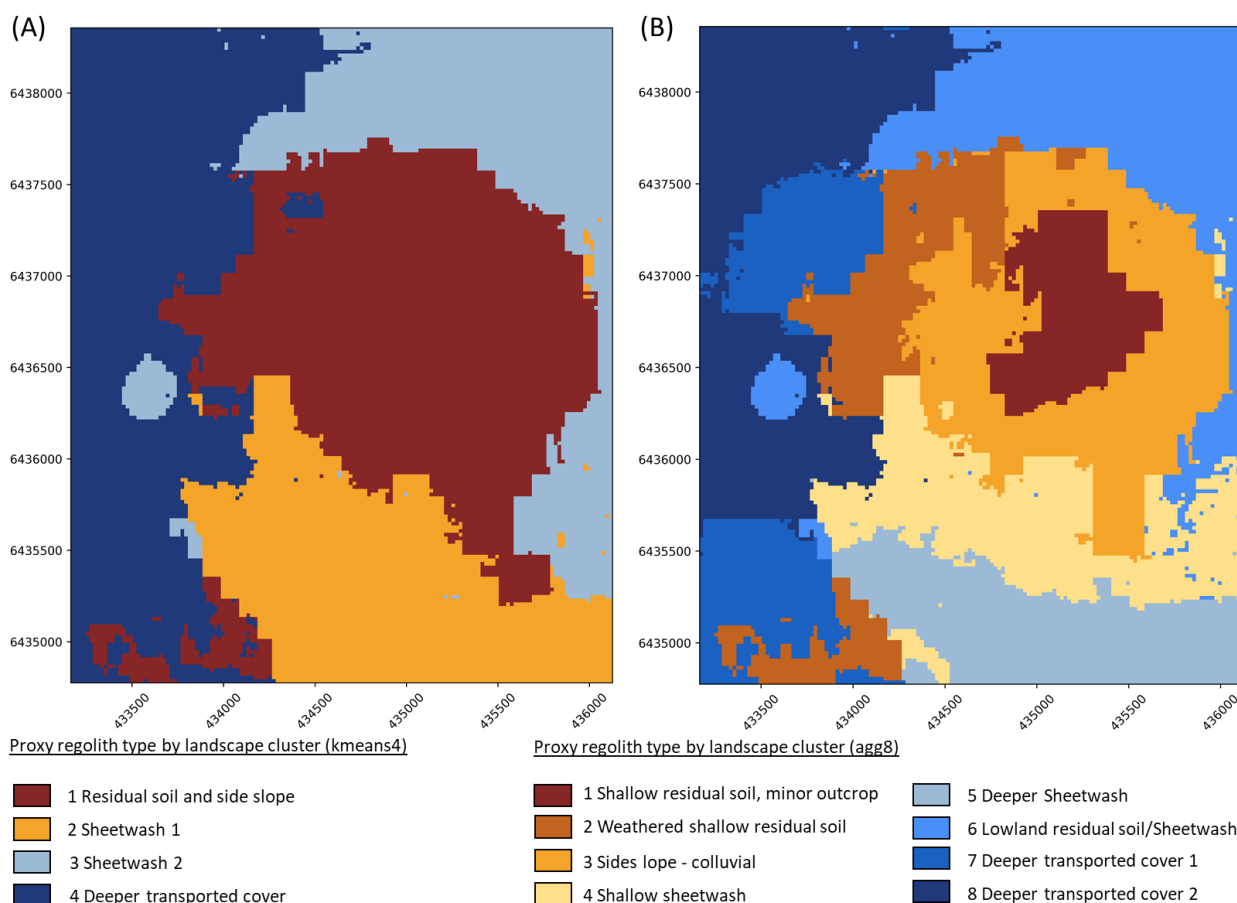 (A)
(B)
6438000
6437500
6437000
6436500
6436000
6435500
6435000
433500
434000
434500
435000
435500
436000
6438000
6437500
6437000
6436500
6436000
6435500
6435000
433500
434000
434500
435000
435500
436000
Proxy regolith type by landscape cluster (kmeans4)
1 Residual soil and side slope
2 Sheetwash 1
3 Sheetwash 2
4 Deeper transported cover
Proxy regolith type by landscape cluster (agg8)
1 Shallow residual soil, minor outcrop
2 Weathered shallow residual soil
3 Sides lope - colluvial
4 Shallow sheetwash
5 Deeper Sheetwash
6 Lowland residual soil/Sheetwash
7 Deeper transported cover 1
8 Deeper transported cover 2